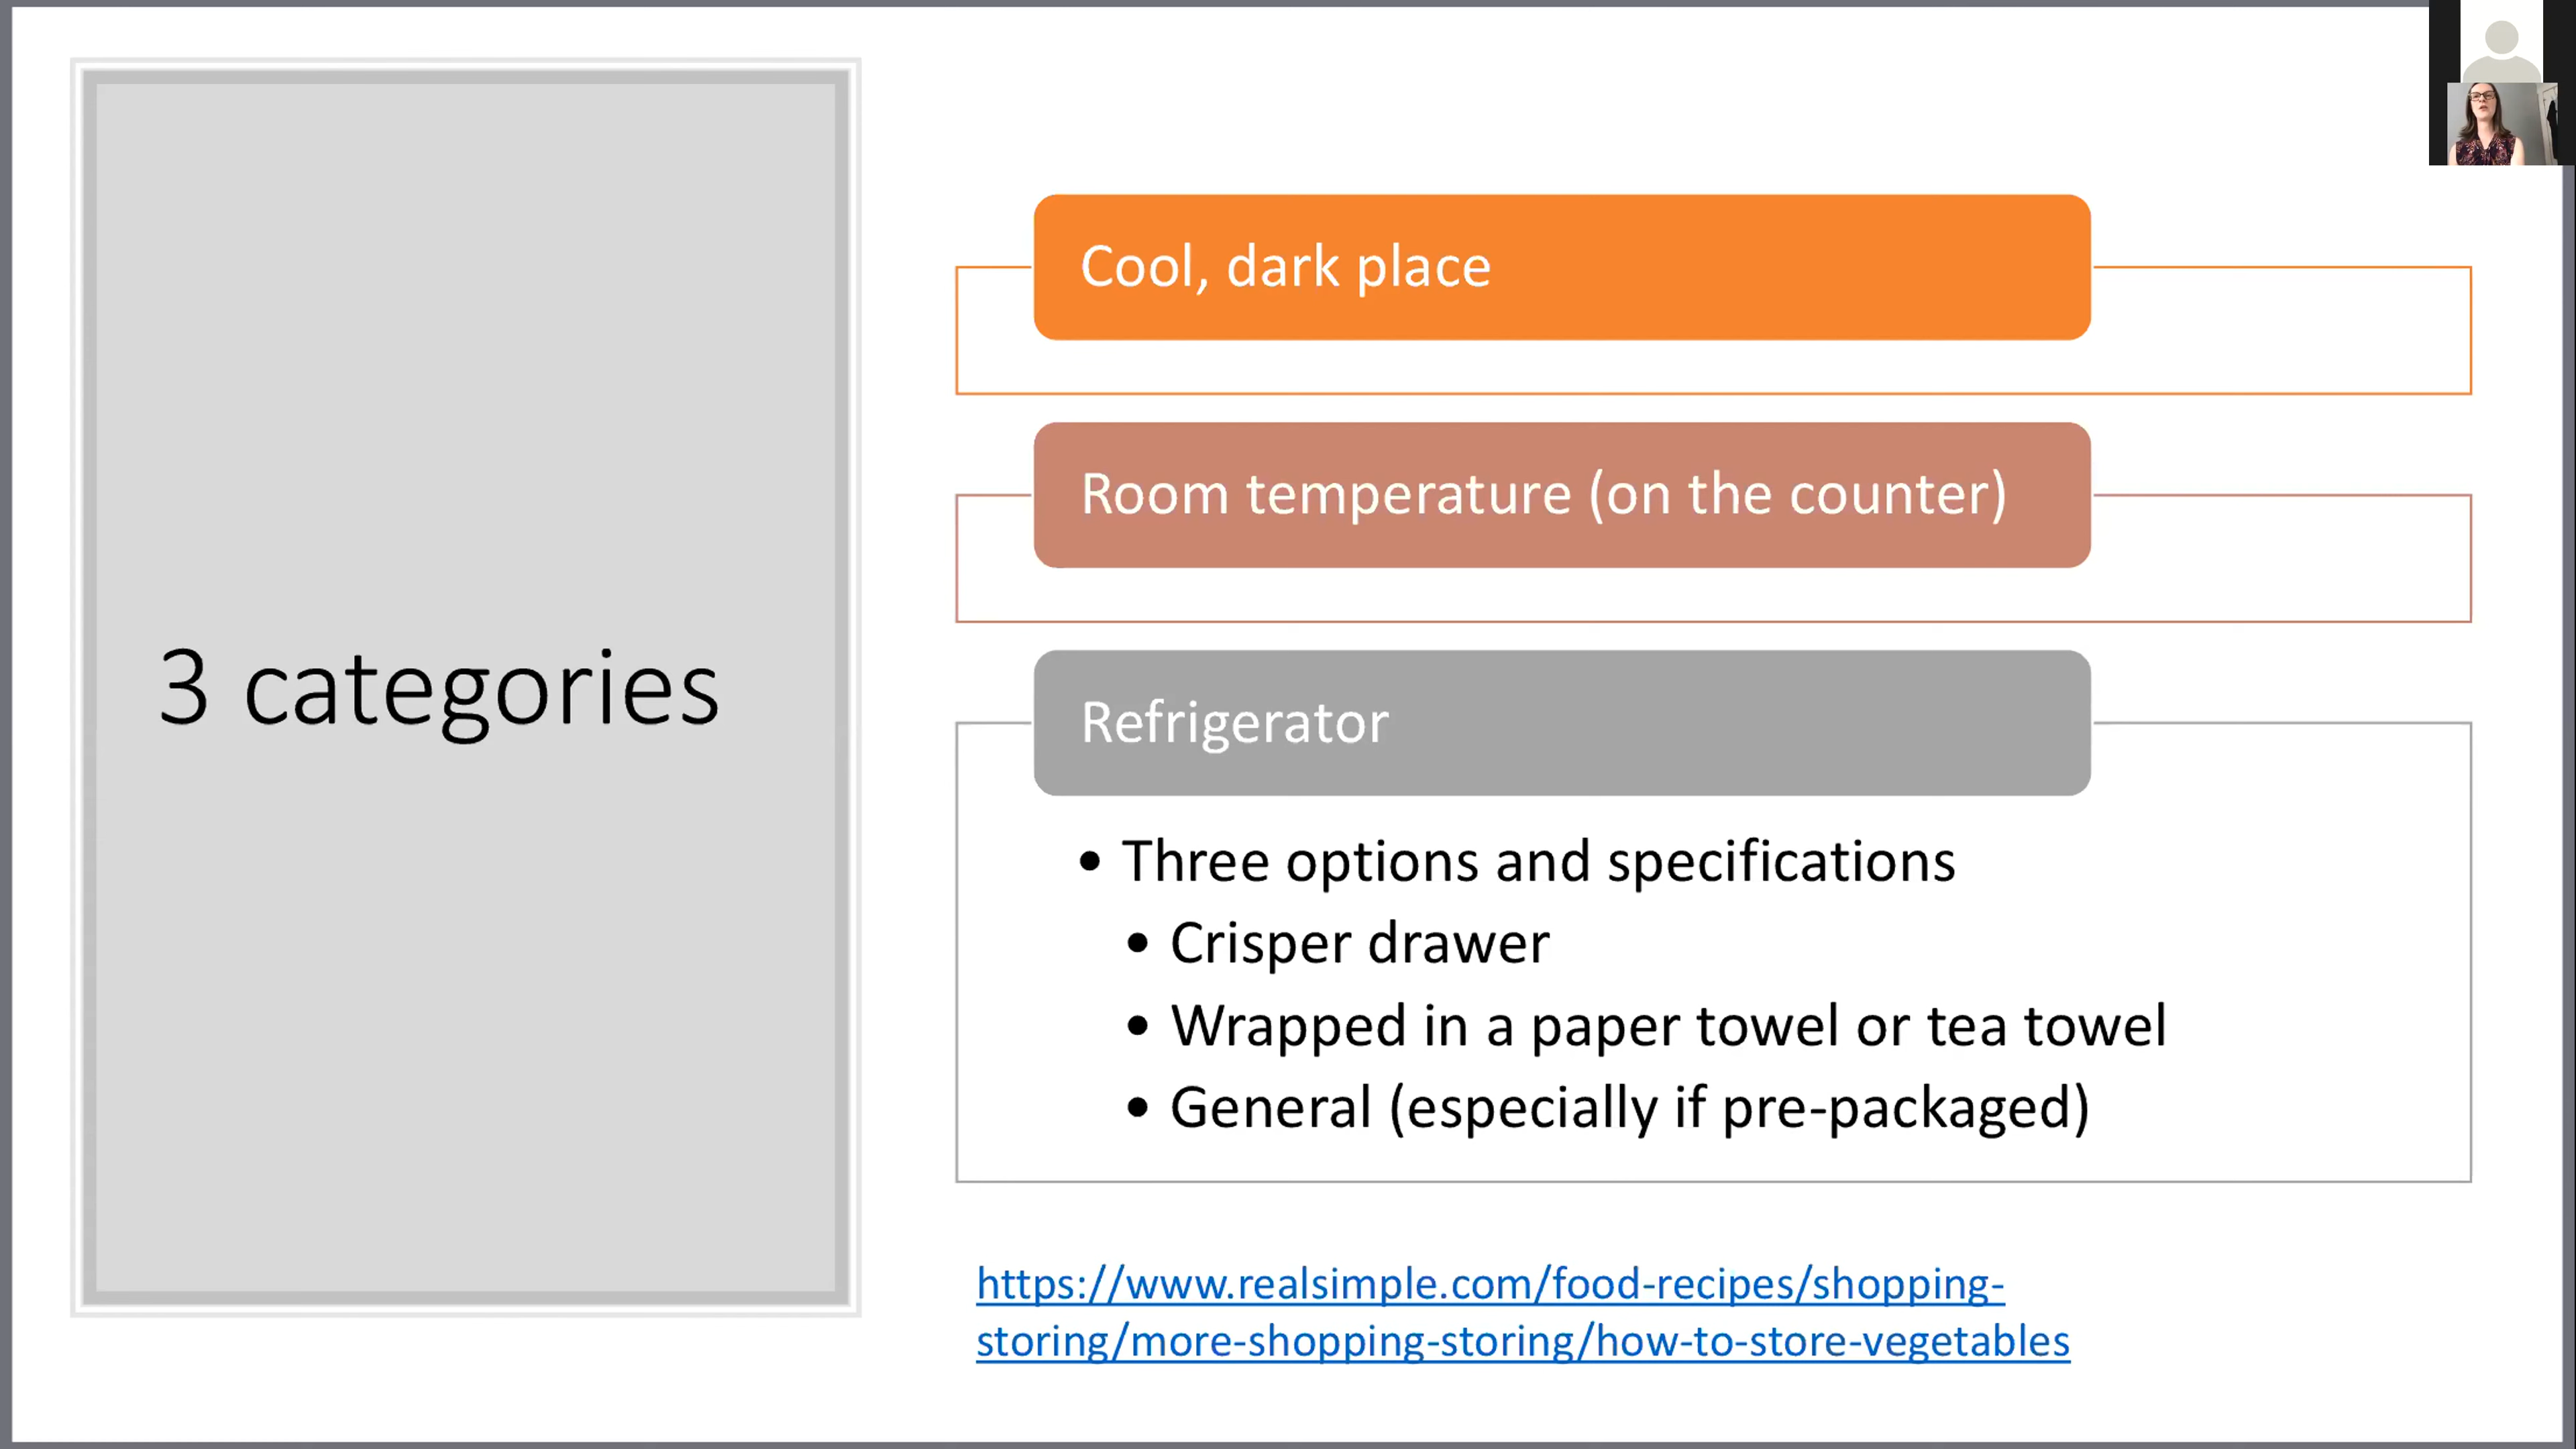 3 categories
Cool, dark place
Room temperature (on the counter)
Refrigerator
• Three options and specifications
• Crisper drawer
• Wrapped in a paper towel or tea towel
• General (especially if pre-packaged)
https://www.realsimple.com/food-recipes/shopping-
storing/more-shopping-storing/how-to-store-vegetables